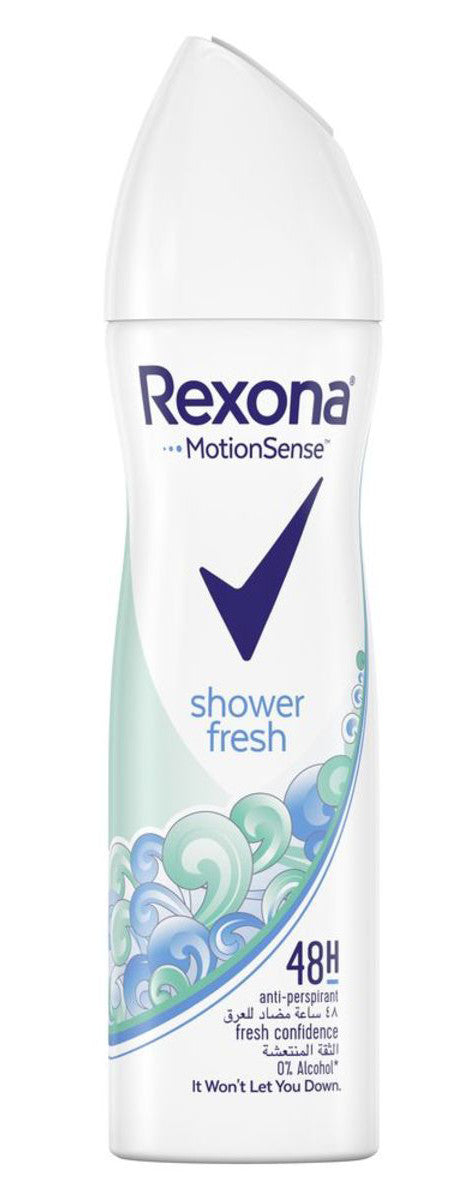 Rexona®
MotionSense™
shower
fresh
48H
anti-perspirant
٤٨ ساعة مضاد للعرق
fresh confidence
الثقة المنتعشة
0% Alcohol*
It Won't Let You Down.